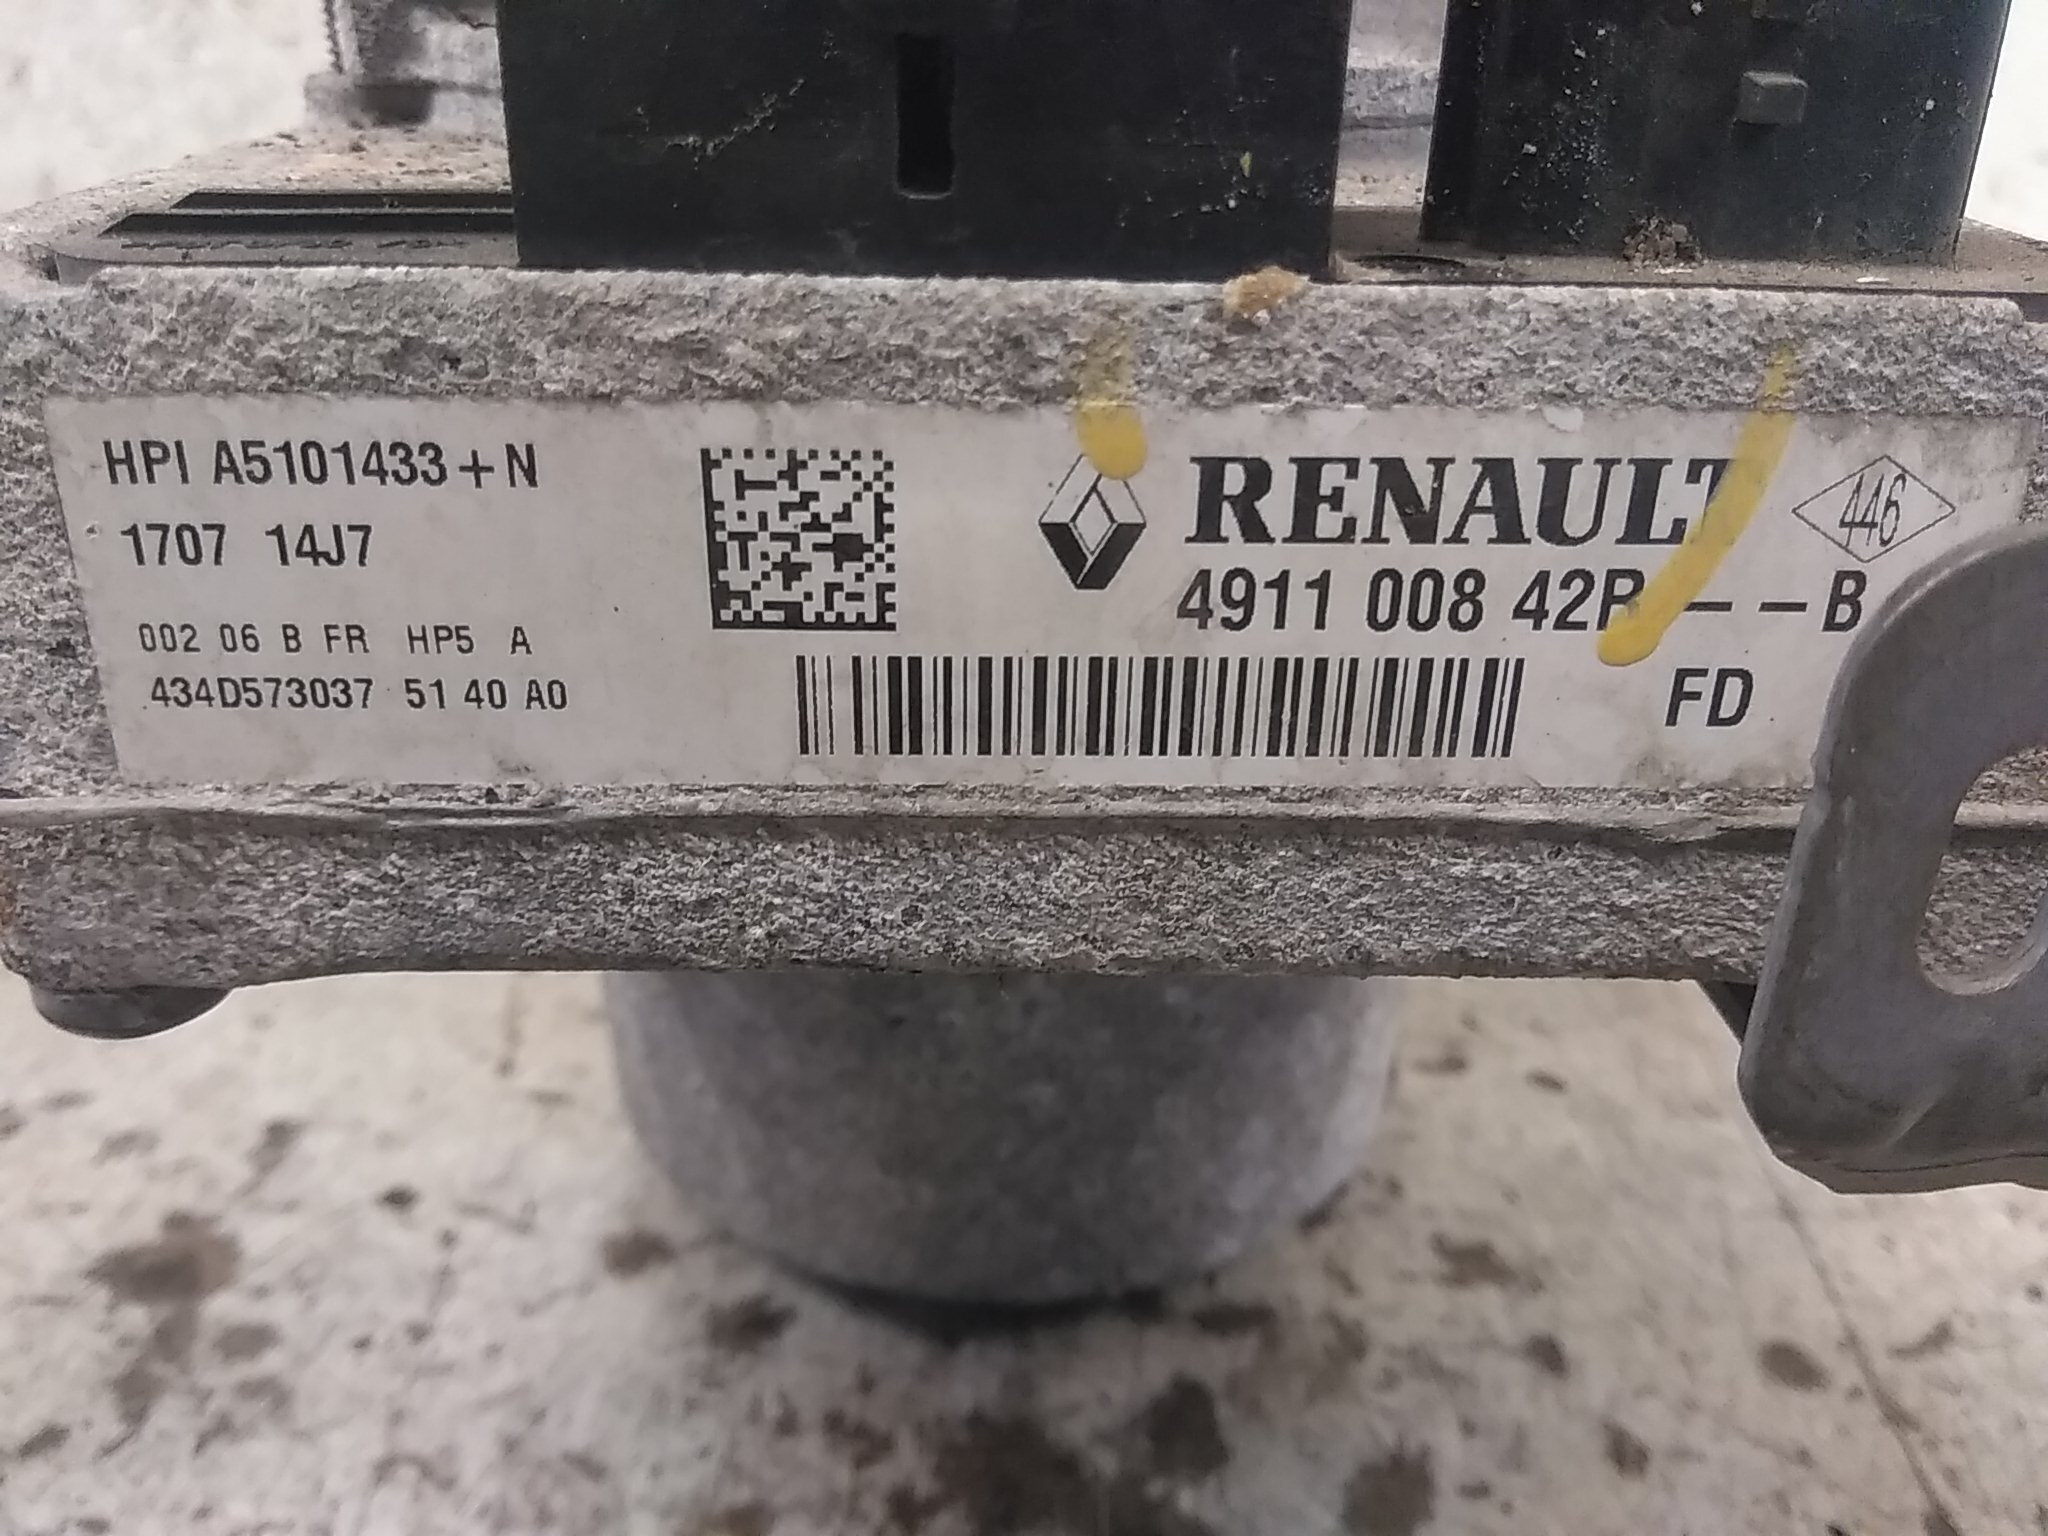 HPI A5101433+N
1707 14J7
002 06 B FR HP5 A
434D573037 51 40 A0
RENAULT
446
4911 008 42R--B
FD